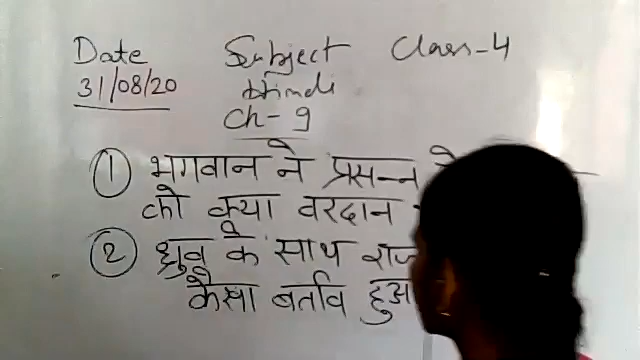 Date Subject Class-4
31/08/20 Hindi
Ch-9
① भगवान ने प्रसन्न
को क्या वरदान
② ध्रुव के साथ
कैसा बर्ताव हुआ